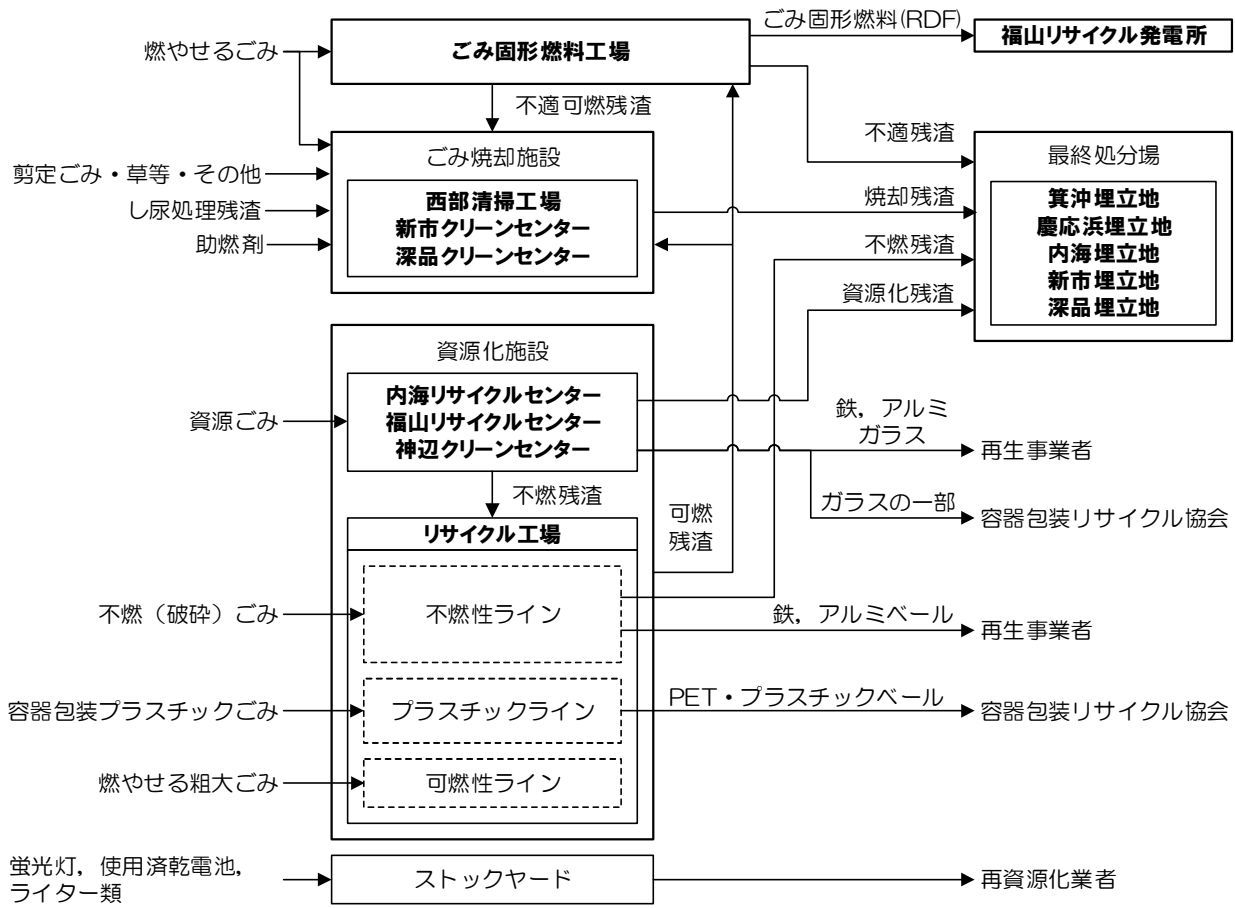 ごみ固形燃料(RDF)
燃やせるごみ
ごみ固形燃料工場
福山リサイクル発電所
不適可燃残渣
不適残渣
ごみ焼却施設
最終処分場
剪定ごみ・草等・その他
し尿処理残渣
助燃剤
西部清掃工場
新市クリーンセンター
深品クリーンセンター
焼却残渣
不燃残渣
資源化残渣
箕沖埋立地
慶応浜埋立地
内海埋立地
新市埋立地
深品埋立地
資源化施設
資源ごみ
内海リサイクルセンター
福山リサイクルセンター
神辺クリーンセンター
鉄，アルミ
ガラス
再生事業者
不燃残渣
可燃
残渣
ガラスの一部
容器包装リサイクル協会
リサイクル工場
不燃（破砕）ごみ
不燃性ライン
鉄，アルミベール
再生事業者
容器包装プラスチックごみ
プラスチックライン
PET・プラスチックベール
容器包装リサイクル協会
燃やせる粗大ごみ
可燃性ライン
蛍光灯，使用済乾電池，
ライター類
ストックヤード
再資源化業者